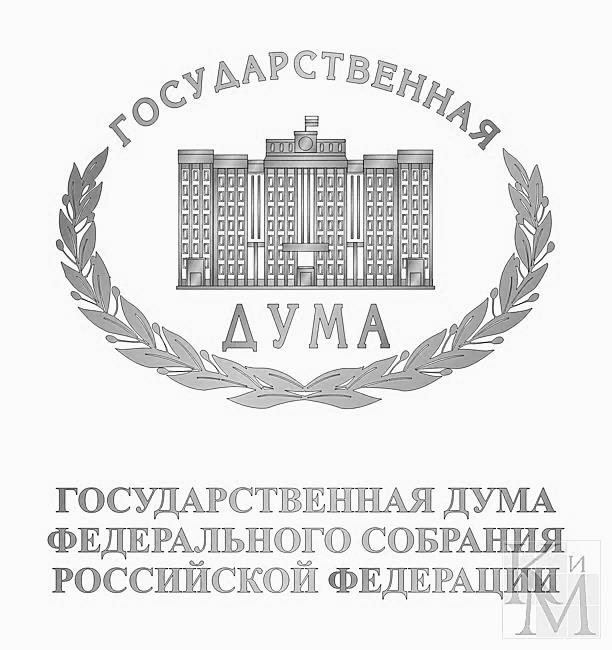 ГОСУДАРСТВЕННАЯ
ДУМА
ГОСУДАРСТВЕННАЯ ДУМА
ФЕДЕРАЛЬНОГО СОБРАНИЯ
РОССИЙСКОЙ ФЕДЕРАЦИИ
К И
М